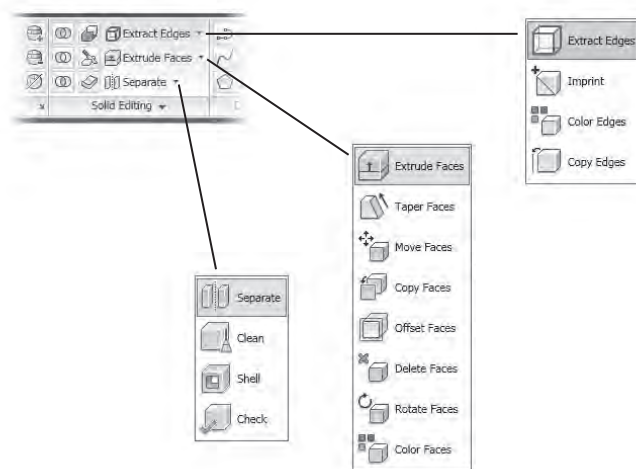 Extract Edges
Extrude Faces
Separate
Solid Editing
Extract Edges
Imprint
Color Edges
Copy Edges
Extrude Faces
Taper Faces
Move Faces
Copy Faces
Offset Faces
Delete Faces
Rotate Faces
Color Faces
Separate
Clean
Shell
Check